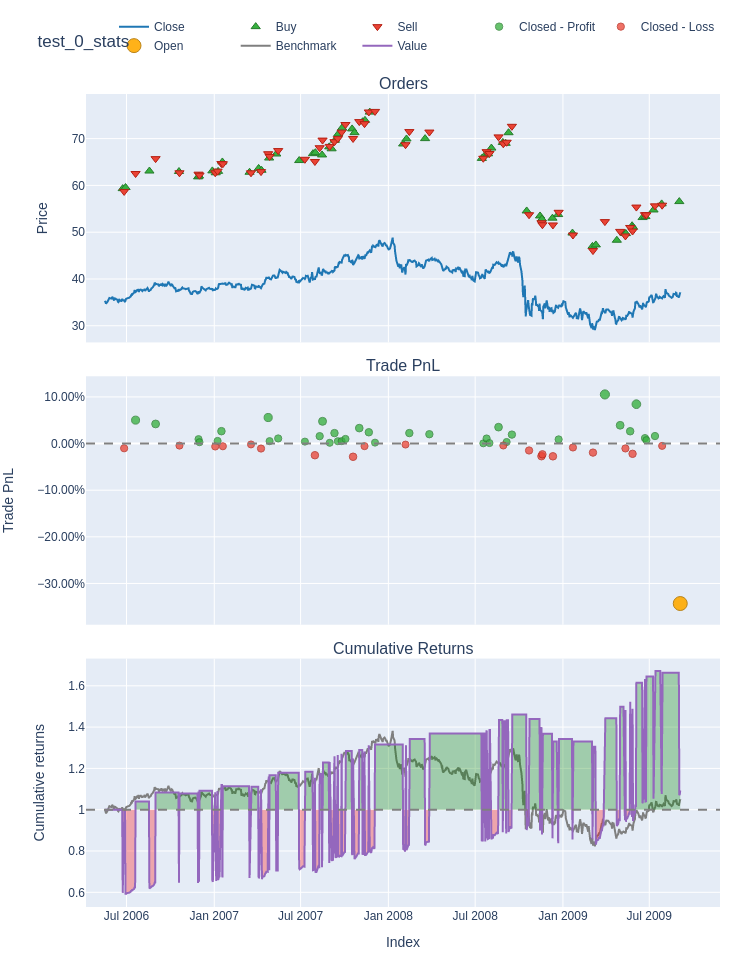 test_0_stats
Close Buy Sell Closed - Profit Closed - Loss
Open Benchmark Value
Orders
70
60
50
40
30
Price
Trade PnL
10.00%
0.00%
−10.00%
−20.00%
−30.00%
Trade PnL
Cumulative Returns
1.6
1.4
1.2
1
0.8
0.6
Cumulative returns
Jul 2006 Jan 2007 Jul 2007 Jan 2008 Jul 2008 Jan 2009 Jul 2009
Index